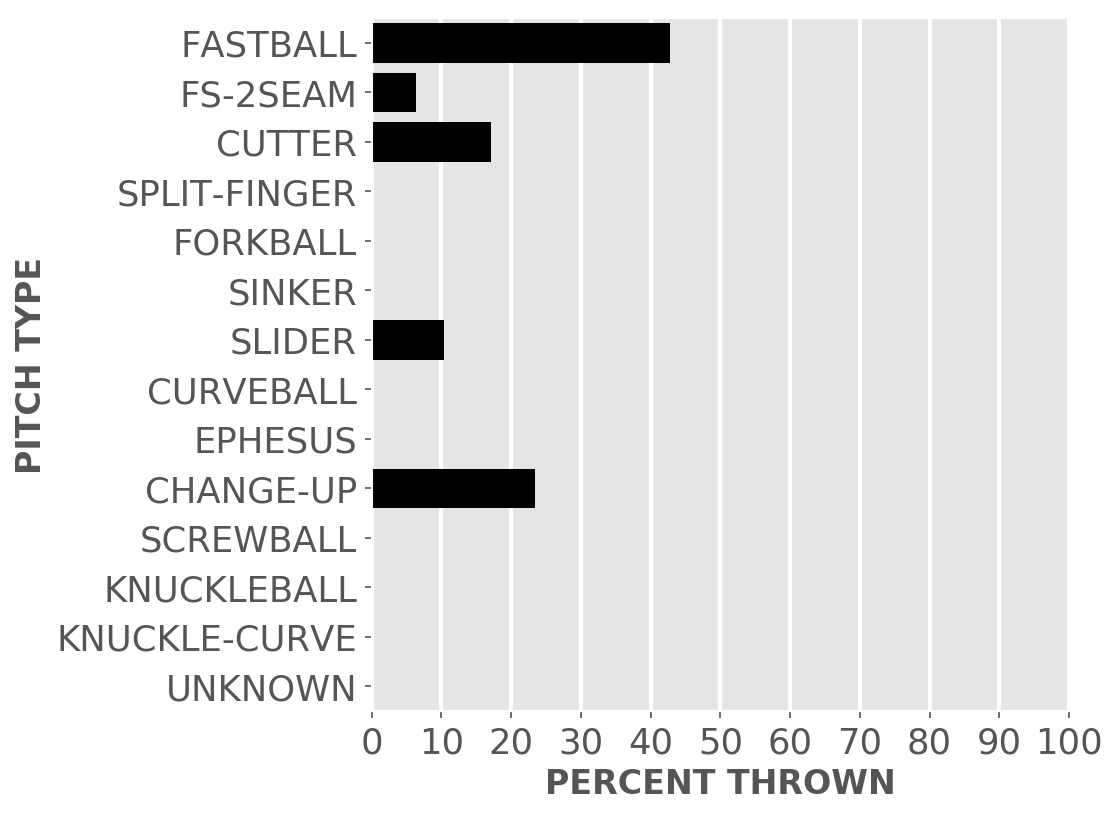 FASTBALL
FS-2SEAM
CUTTER
SPLIT-FINGER
FORKBALL
SINKER
SLIDER
CURVEBALL
EPHESUS
CHANGE-UP
SCREWBALL
KNUCKLEBALL
KNUCKLE-CURVE
UNKNOWN
PITCH TYPE
0 10 20 30 40 50 60 70 80 90 100
PERCENT THROWN